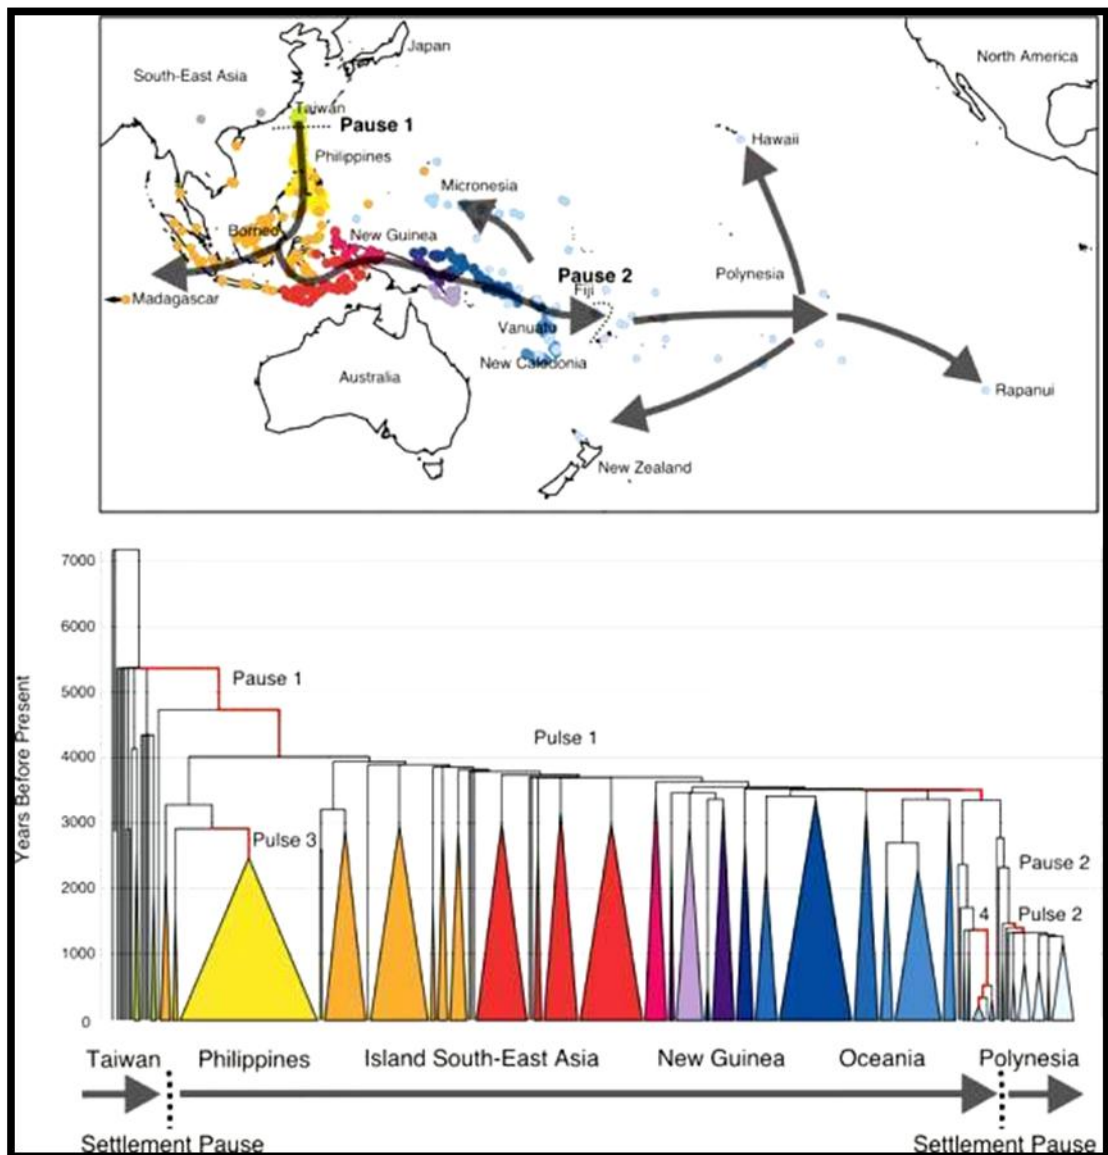 Japan
North America
South-East Asia
Taiwan
Pause 1
Hawaii
Philippines
Micronesia
Borneo
New Guinea
Pause 2
Polynesia
Fiji
Madagascar
Vanuatu
New Caledonia
Australia
Rapanui
New Zealand
Years Before Present
7000
6000
5000
4000
3000
2000
1000
0
Pause 1
Pulse 1
Pulse 3
Pause 2
4
Pulse 2
Taiwan Philippines Island South-East Asia New Guinea Oceania Polynesia
Settlement Pause Settlement Pause